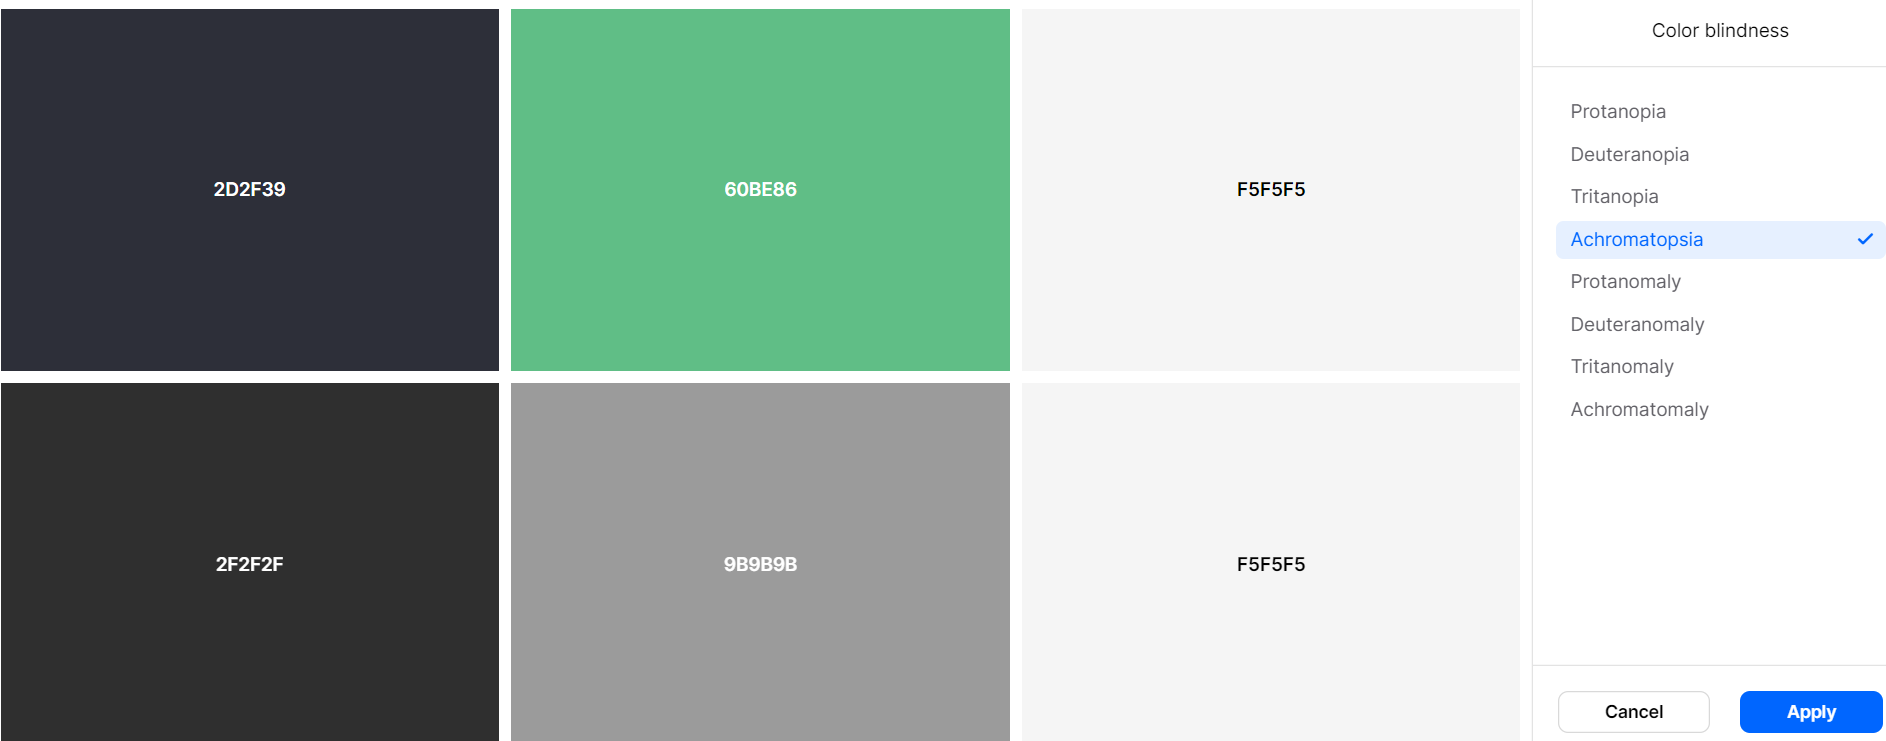 2D2F39
60BE86
F5F5F5
2F2F2F
9B9B9B
F5F5F5
Color blindness
Protanopia
Deuteranopia
Tritanopia
Achromatopsia
Protanomaly
Deuteranomaly
Tritanomaly
Achromatomaly
Cancel
Apply